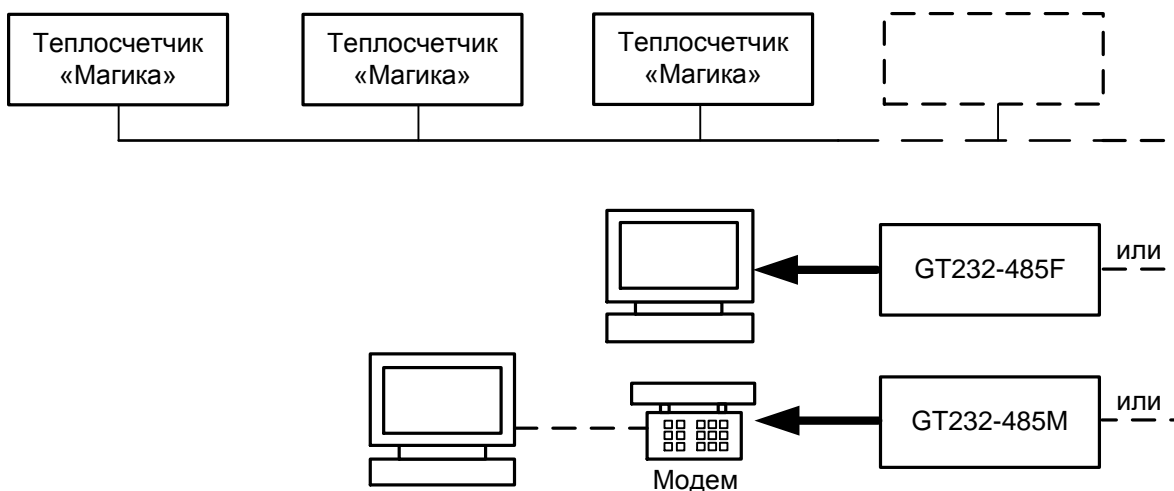 Теплосчетчик
«Магика»
Теплосчетчик
«Магика»
Теплосчетчик
«Магика»
GT232-485F
или
GT232-485M
или
Модем